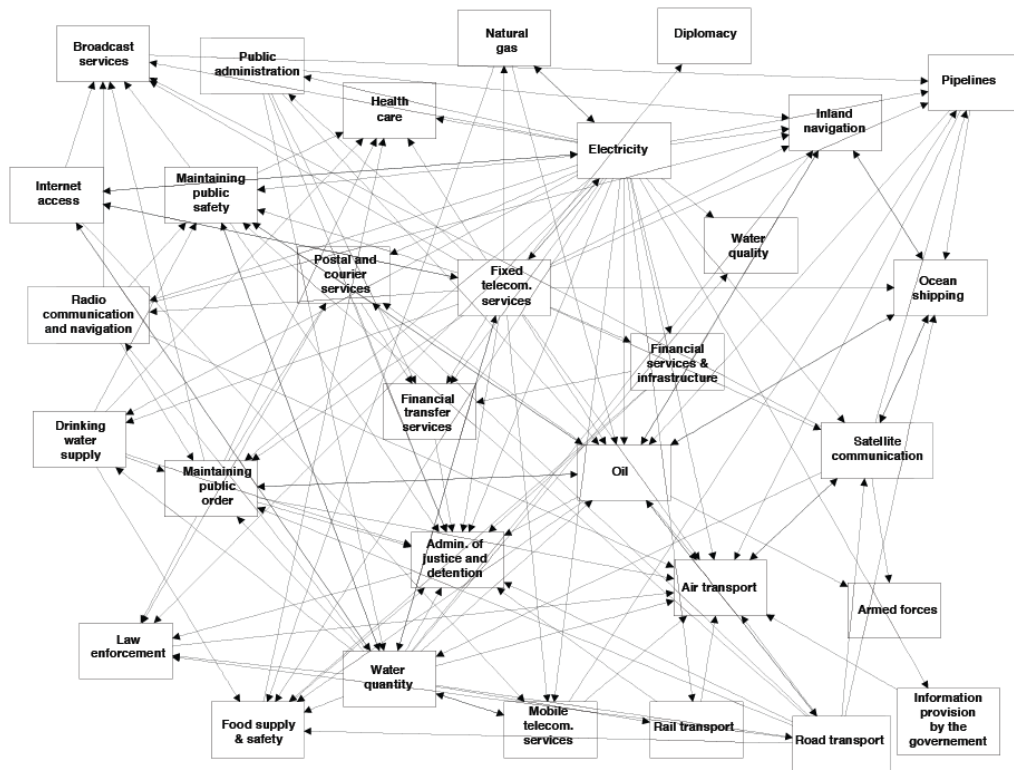 Broadcast
services
Public
administration
Natural
gas
Diplomacy
Pipelines
Health
care
Inland
navigation
Electricity
Internet
access
Maintaining
public
safety
Water
quality
Postal and
courier
services
Fixed
telecom.
services
Ocean
shipping
Radio
communication
and navigation
Financial
services &
infrastructure
Financial
transfer
services
Drinking
water
supply
Maintaining
public
order
Oil
Satellite
communication
Admin. of
justice and
detention
Air transport
Armed forces
Law
enforcement
Water
quantity
Food supply
& safety
Mobile
telecom.
services
Rail transport
Road transport
Information
provision
by the
governement